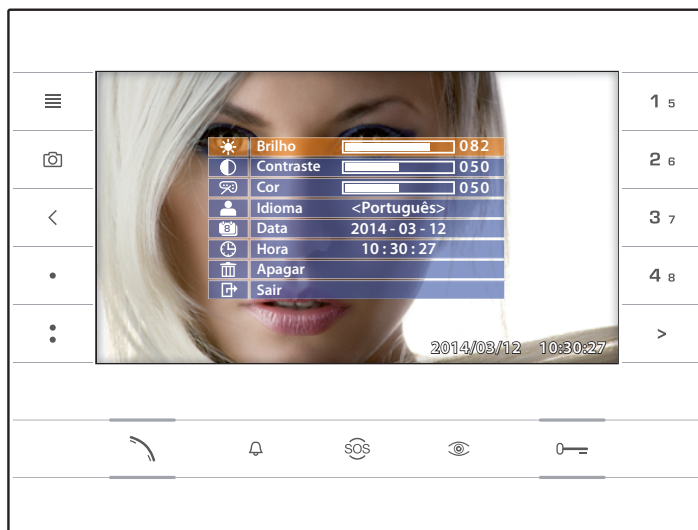 Brilho 082
Contraste 050
Cor 050
Idioma <Português>
8 Data 2014 - 03 - 12
Hora 10 : 30 : 27
Apagar
Sair
2014/03/12 10:30:27
1 5
2 6
3 7
4 8
>
SOS